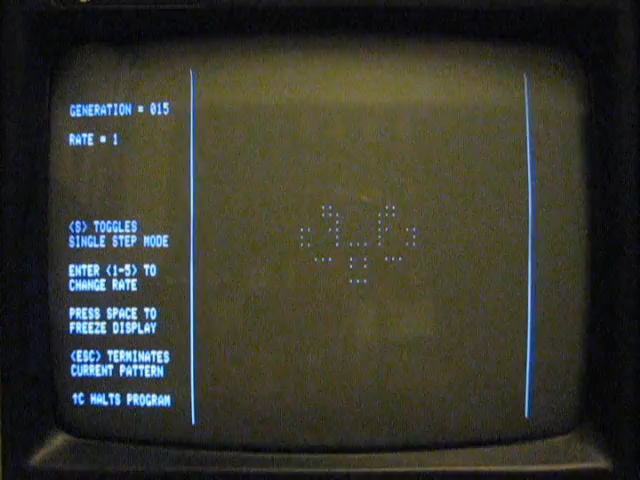 GENERATION = 015
RATE = 1
<S> TOGGLES
SINGLE STEP MODE
ENTER <1-5> TO
CHANGE RATE
PRESS SPACE TO
FREEZE DISPLAY
<ESC> TERMINATES
CURRENT PATTERN
↑C HALTS PROGRAM